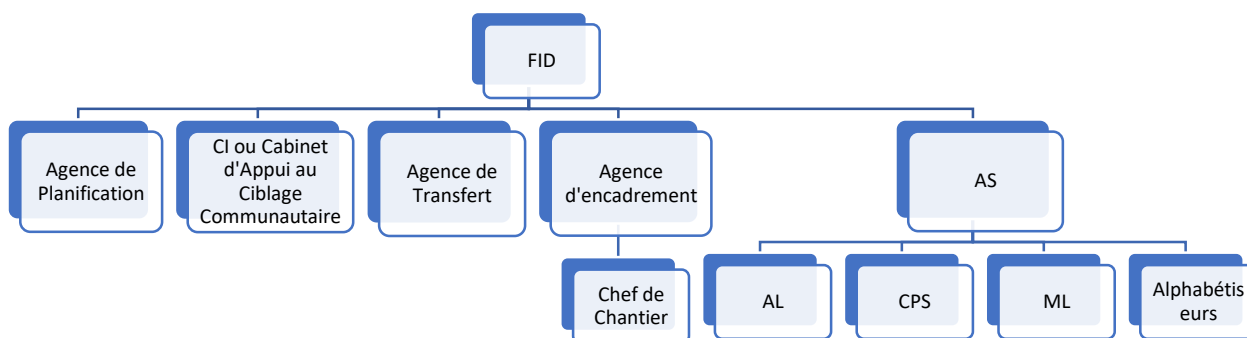 FID
Agence de
Planification
CI ou Cabinet
d'Appui au
Ciblage
Communautaire
Agence de
Transfert
Agence
d'encadrement
AS
Chef de
Chantier
AL
CPS
ML
Alphabétis
eurs